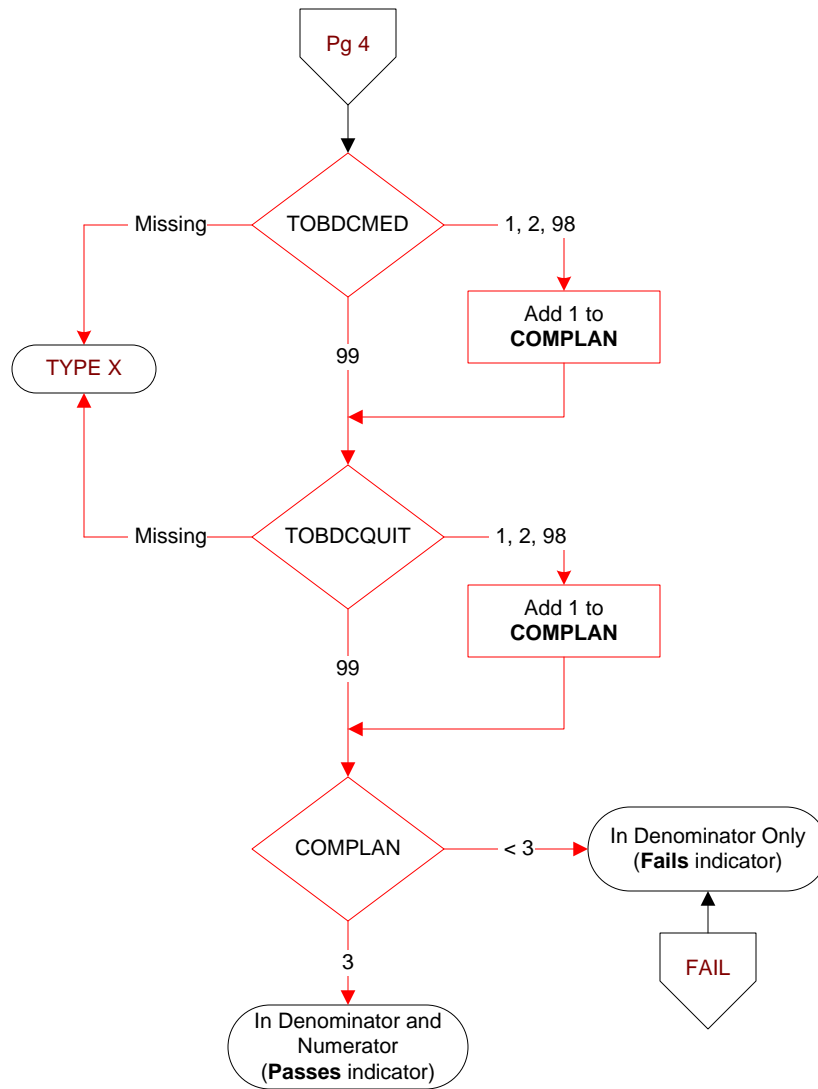 Pg 4
TOBDCMED
Missing
1, 2, 98
Add 1 to
COMPLAN
99
TYPE X
TOBDCQUIT
Missing
1, 2, 98
Add 1 to
COMPLAN
99
COMPLAN
< 3
In Denominator Only
(Fails indicator)
3
FAIL
In Denominator and
Numerator
(Passes indicator)